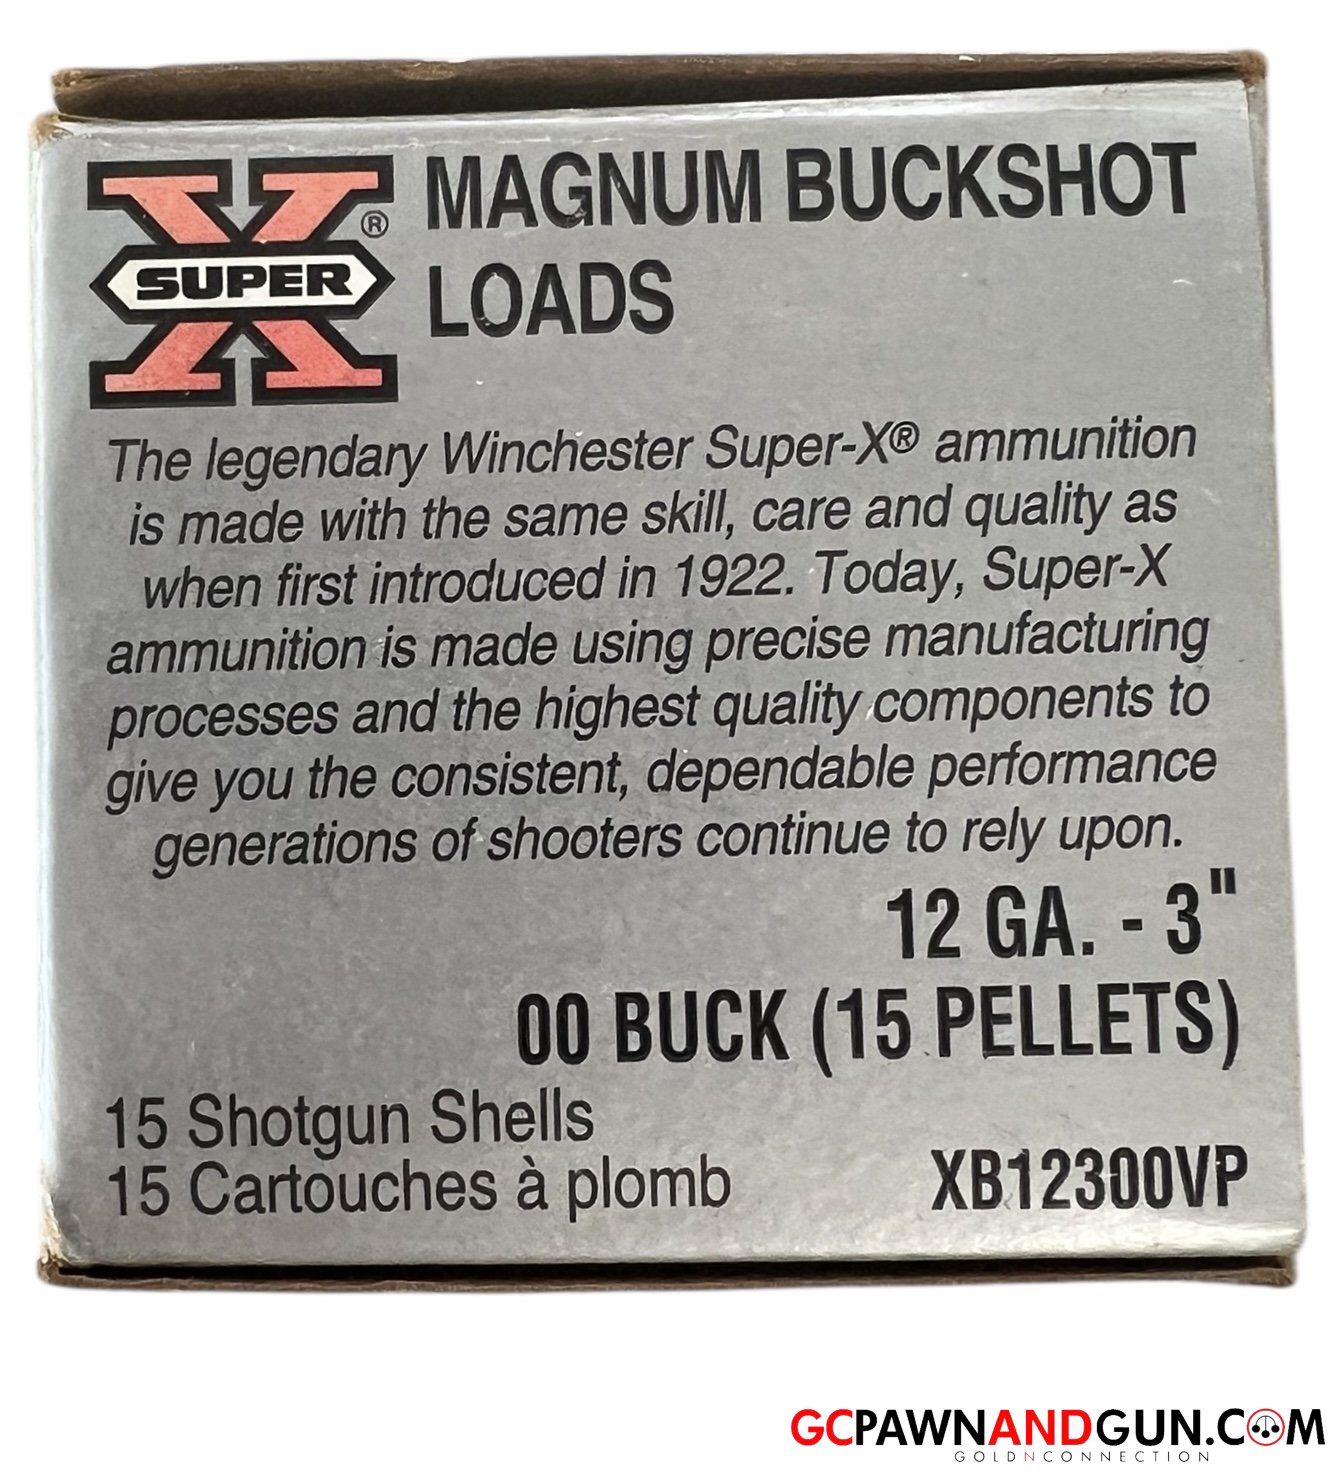 SUPER X ®
MAGNUM BUCKSHOT
LOADS
The legendary Winchester Super-X® ammunition
is made with the same skill, care and quality as
when first introduced in 1922. Today, Super-X
ammunition is made using precise manufacturing
processes and the highest quality components to
give you the consistent, dependable performance
generations of shooters continue to rely upon.
12 GA. - 3"
00 BUCK (15 PELLETS)
15 Shotgun Shells
15 Cartouches à plomb
XB12300VP
GCPAWNANDGUN.COM
GOLDNCONNECTION